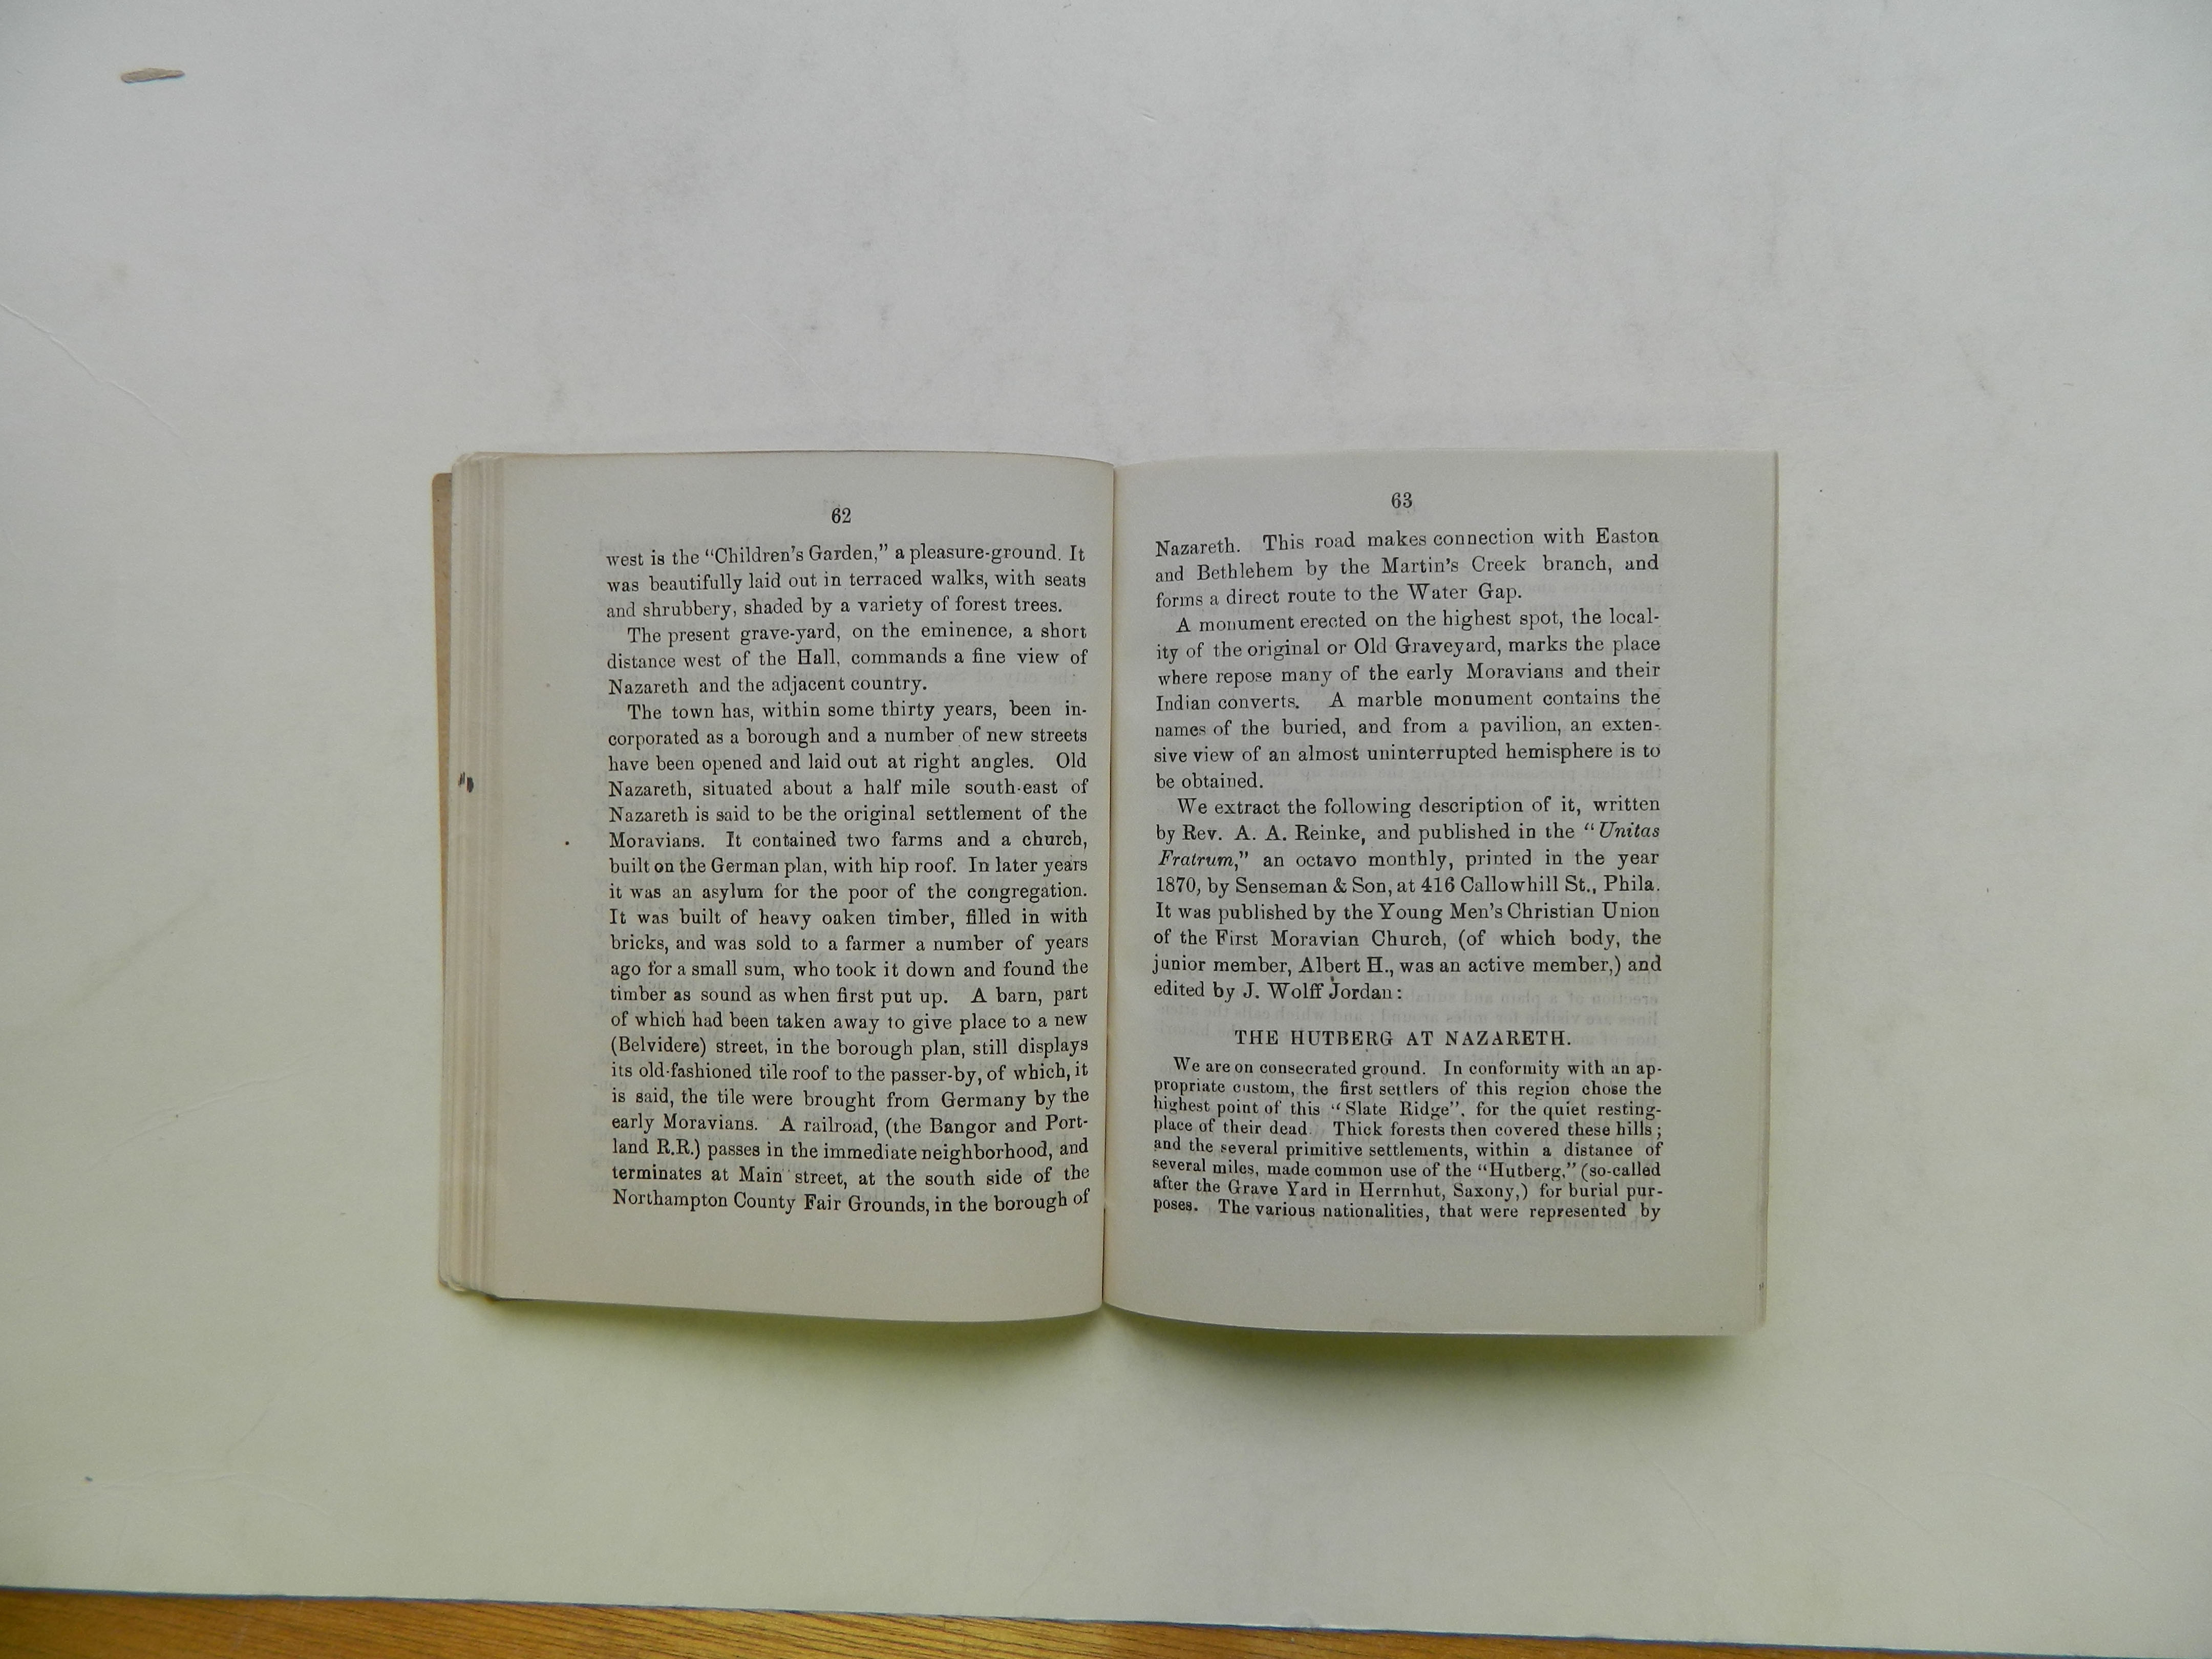 62
west is the “Children’s Garden,” a pleasure-ground. It
was beautifully laid out in terraced walks, with seats
and shrubbery, shaded by a variety of forest trees.
The present grave-yard, on the eminence, a short
distance west of the Hall, commands a fine view of
Nazareth and the adjacent country.
The town has, within some thirty years, been in-
corporated as a borough and a number of new streets
have been opened and laid out at right angles. Old
Nazareth, situated about a half mile south-east of
Nazareth is said to be the original settlement of the
Moravians. It contained two farms and a church,
built on the German plan, with hip roof. In later years
it was an asylum for the poor of the congregation.
It was built of heavy oaken timber, filled in with
bricks, and was sold to a farmer a number of years
ago for a small sum, who took it down and found the
timber as sound as when first put up. A barn, part
of which had been taken away to give place to a new
(Belvidere) street, in the borough plan, still displays
its old-fashioned tile roof to the passer-by, of which, it
is said, the tile were brought from Germany by the
early Moravians. A railroad, (the Bangor and Port-
land R.R.) passes in the immediate neighborhood, and
terminates at Main street, at the south side of the
Northampton County Fair Grounds, in the borough of
63
Nazareth. This road makes connection with Easton
and Bethlehem by the Martin’s Creek branch, and
forms a direct route to the Water Gap.
A monument erected on the highest spot, the local-
ity of the original or Old Graveyard, marks the place
where repose many of the early Moravians and their
Indian converts. A marble monument contains the
names of the buried, and from a pavilion, an exten-
sive view of an almost uninterrupted hemisphere is to
be obtained.
We extract the following description of it, written
by Rev. A. A. Reinke, and published in the “Unitas
Fratrum,” an octavo monthly, printed in the year
1870, by Senseman & Son, at 416 Callowhill St., Phila.
It was published by the Young Men’s Christian Union
of the First Moravian Church, (of which body, the
junior member, Albert H., was an active member,) and
edited by J. Wolff Jordan:
THE HUTBERG AT NAZARETH.
We are on consecrated ground. In conformity with an ap-
propriate custom, the first settlers of this region chose the
highest point of this “Slate Ridge”. for the quiet resting-
place of their dead. Thick forests then covered these hills;
and the several primitive settlements, within a distance of
several miles, made common use of the “Hutberg,” (so-called
after the Grave Yard in Herrnhut, Saxony,) for burial pur-
poses. The various nationalities, that were represented by